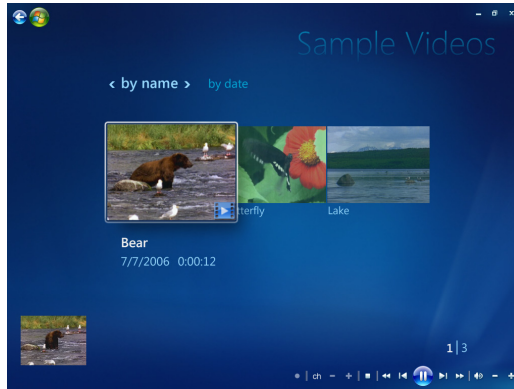 Sample Videos
‹ by name › by date
tterfly
Lake
Bear
7/7/2006 0:00:12
1|3
ch − +